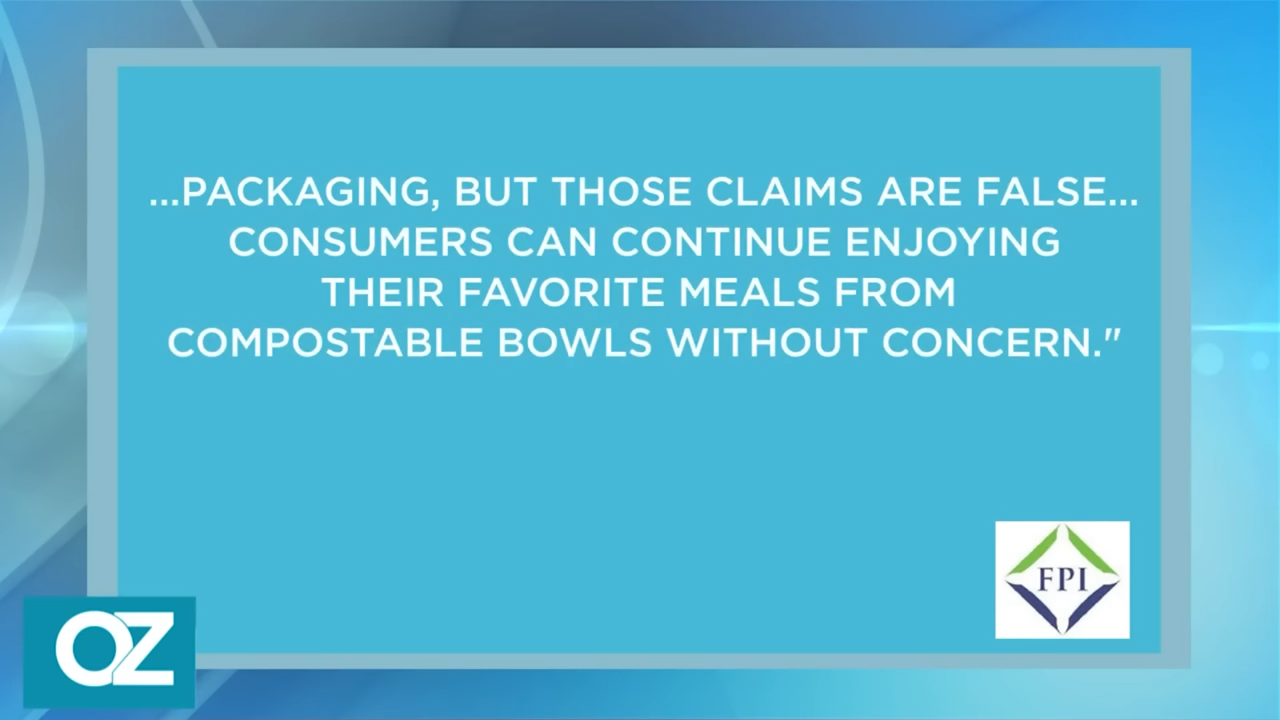 ...PACKAGING, BUT THOSE CLAIMS ARE FALSE...
CONSUMERS CAN CONTINUE ENJOYING
THEIR FAVORITE MEALS FROM
COMPOSTABLE BOWLS WITHOUT CONCERN."
FPI
OZ